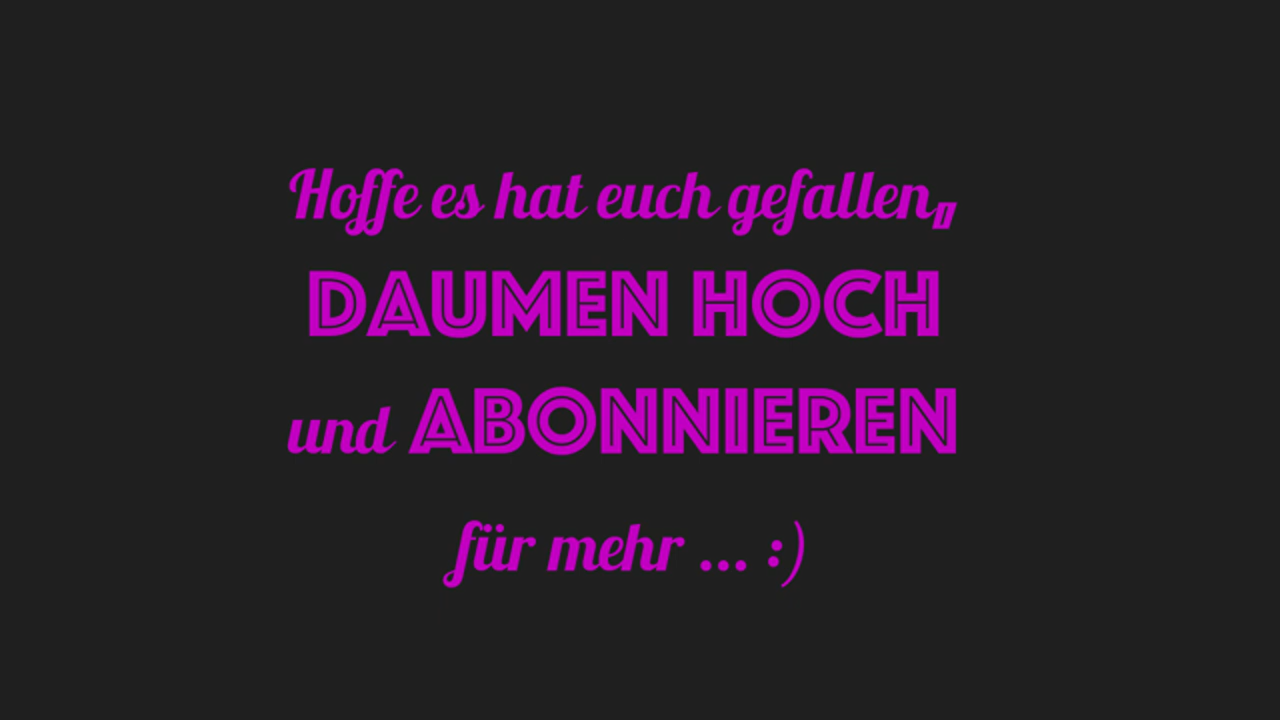 Hoffe es hat euch gefallen,
DAUMEN HOCH
und ABONNIEREN
für mehr ... :)